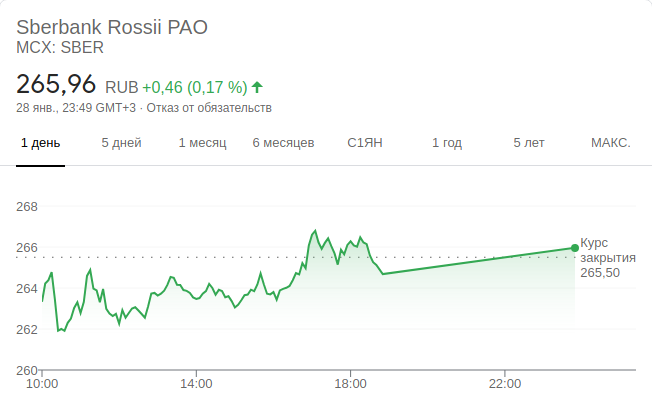 Sberbank Rossii PAO
MCX: SBER
265,96 RUB +0,46 (0,17 %)
28 янв., 23:49 GMT+3 · Отказ от обязательств
1 день 5 дней 1 месяц 6 месяцев С1ЯН 1 год 5 лет МАКС.
268
266
264
262
260
Курс
закрытия
265,50
10:00 14:00 18:00 22:00